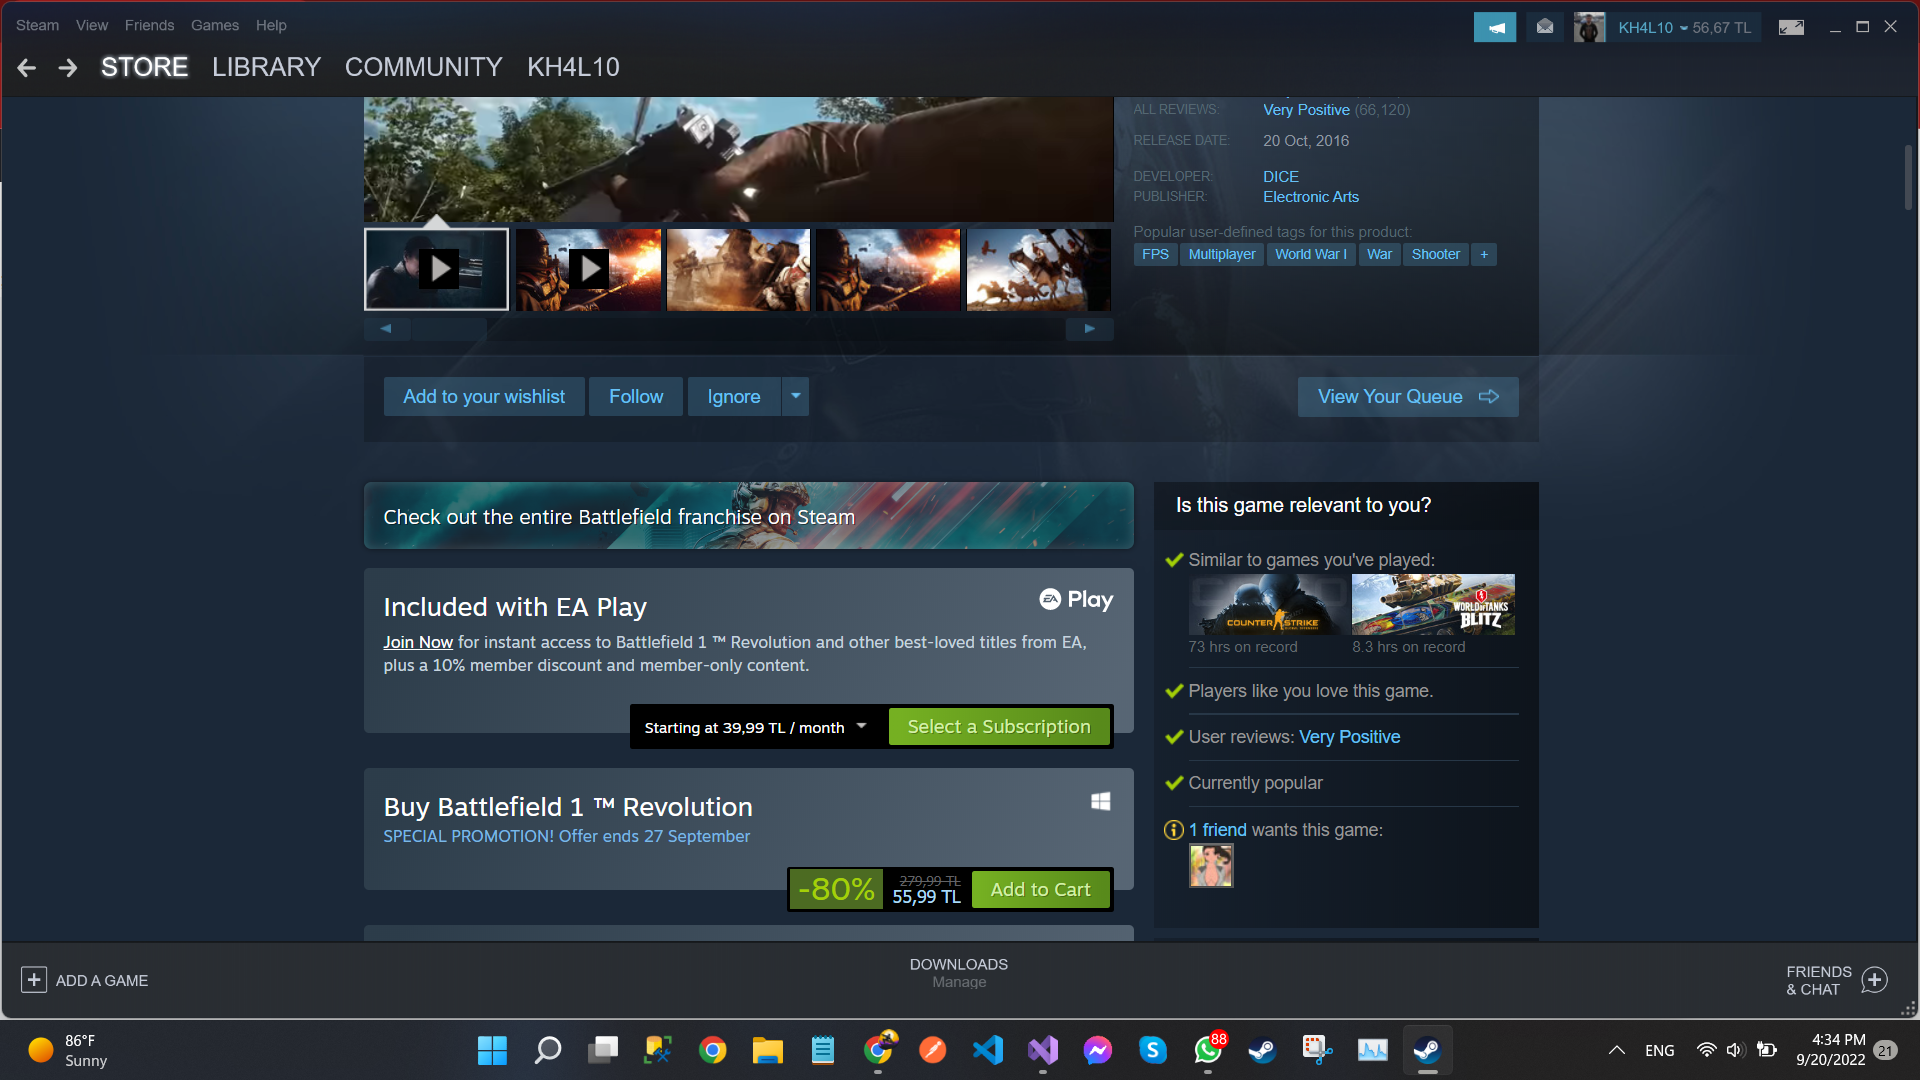 Steam View Friends Games Help
KH4L10 56,67 TL
STORE LIBRARY COMMUNITY KH4L10
ALL REVIEWS: Very Positive (66,120)
RELEASE DATE: 20 Oct, 2016
DEVELOPER: DICE
PUBLISHER: Electronic Arts
Popular user-defined tags for this product:
FPS Multiplayer World War I War Shooter +
Add to your wishlist Follow Ignore View Your Queue
Check out the entire Battlefield franchise on Steam
Included with EA Play
EA Play
Join Now for instant access to Battlefield 1 ™ Revolution and other best-loved titles from EA,
plus a 10% member discount and member-only content.
Starting at 39,99 TL / month Select a Subscription
Buy Battlefield 1 ™ Revolution
SPECIAL PROMOTION! Offer ends 27 September
-80% 279,99 TL
55,99 TL
Add to Cart
Is this game relevant to you?
Similar to games you've played:
COUNTER STRIKE
WORLD OF TANKS
BLITZ
73 hrs on record 8.3 hrs on record
Players like you love this game.
User reviews: Very Positive
Currently popular
1 friend wants this game:
ADD A GAME
DOWNLOADS
Manage
FRIENDS
& CHAT
86°F
Sunny
88
ENG
4:34 PM
9/20/2022
21